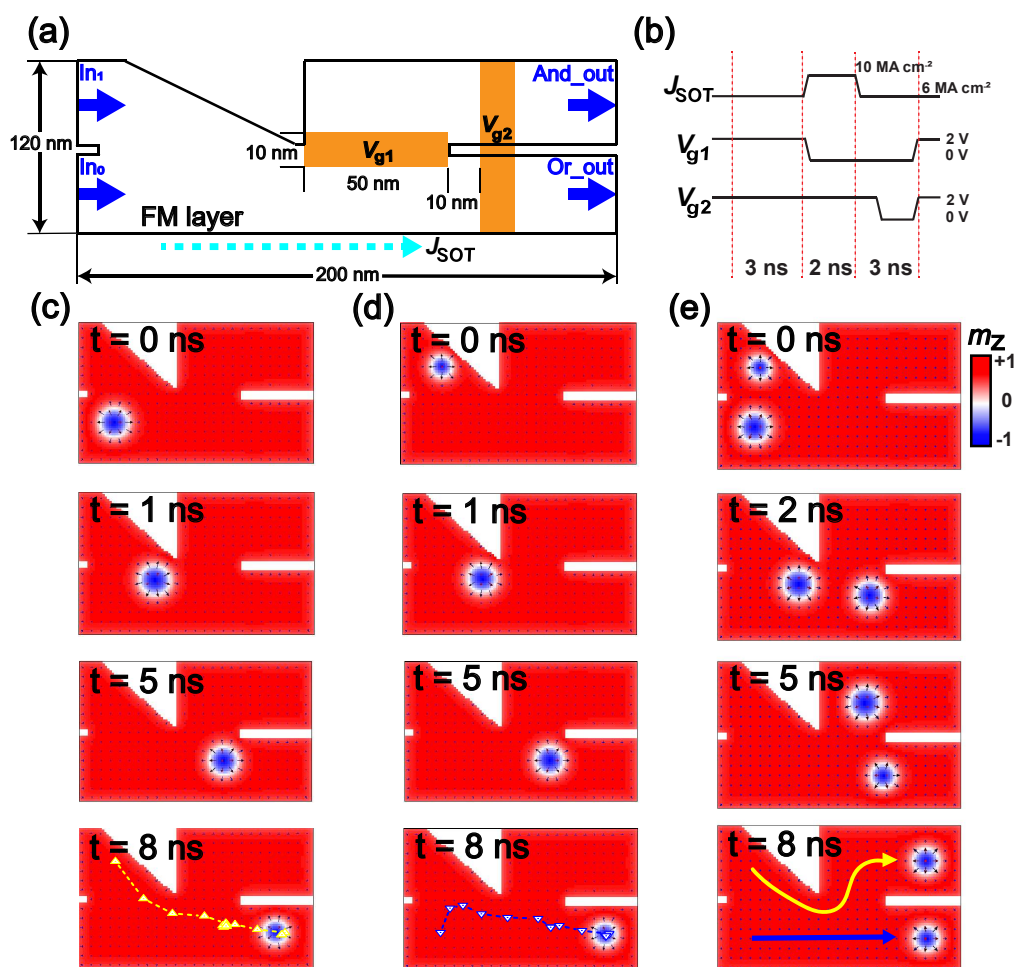 (a)
In₁
And_out
120 nm
10 nm
Vg1
Vg2
50 nm
In₀
10 nm
Or_out
FM layer
JSOT
200 nm
(b)
JSOT
10 MA cm⁻²
6 MA cm⁻²
Vg1
2 V
0 V
Vg2
2 V
0 V
3 ns
2 ns
3 ns
(c)
t = 0 ns
t = 1 ns
t = 5 ns
t = 8 ns
(d)
t = 0 ns
t = 1 ns
t = 5 ns
t = 8 ns
(e)
t = 0 ns
mz
+1
0
-1
t = 2 ns
t = 5 ns
t = 8 ns